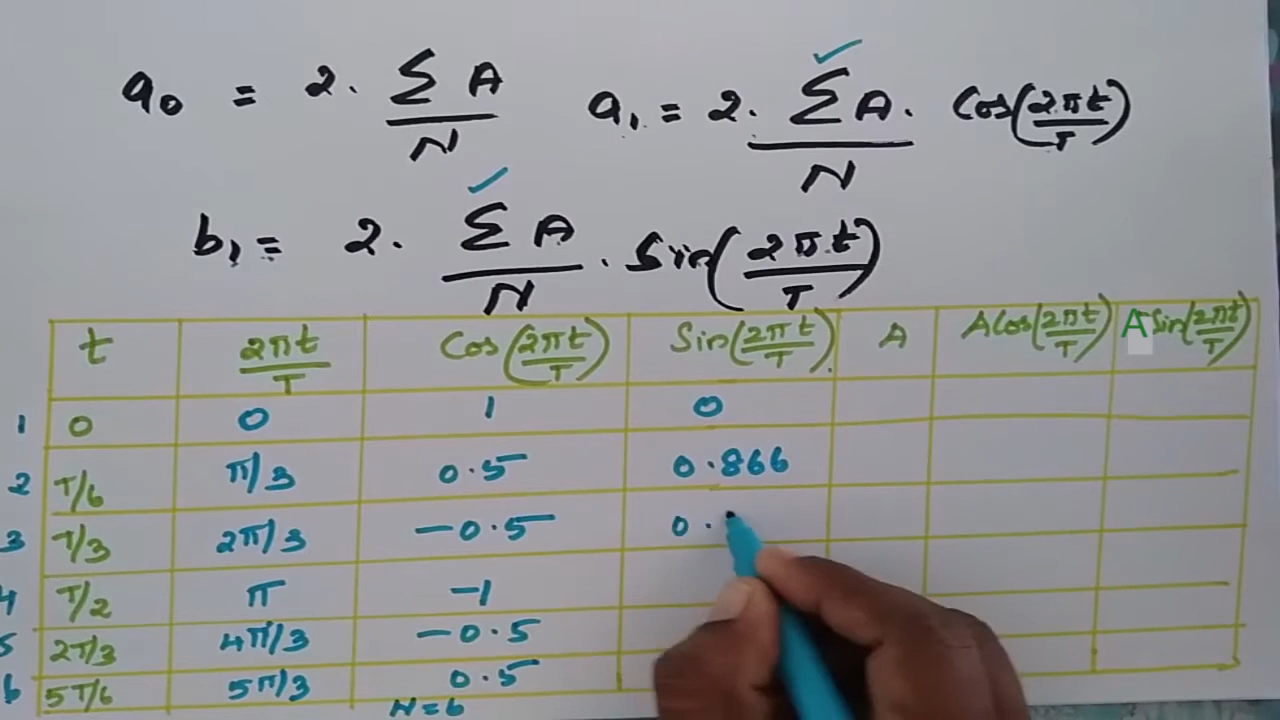 a₀ = 2. ΣA/N a₁ = 2. ΣA./N Cos(2πt/T)
b₁ = 2. ΣA/N . Sin(2πt/T)
t 2πt/T Cos(2πt/T) Sin(2πt/T). A ACos(2πt/T) A Sin(2πt/T)
1 0 0 1 0
2 T/6 π/3 0.5 0.866
3 T/3 2π/3 -0.5 0.
4 T/2 π -1
5 2T/3 4π/3 -0.5
6 5T/6 5π/3 0.5
N=6